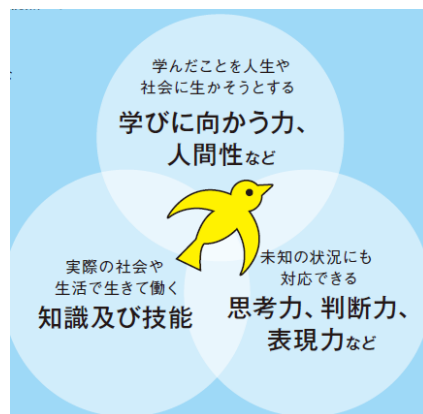 学んだことを人生や
社会に生かそうとする
学びに向かう力、
人間性など
実際の社会や
生活で生きて働く
知識及び技能
未知の状況にも
対応できる
思考力、判断力、
表現力など